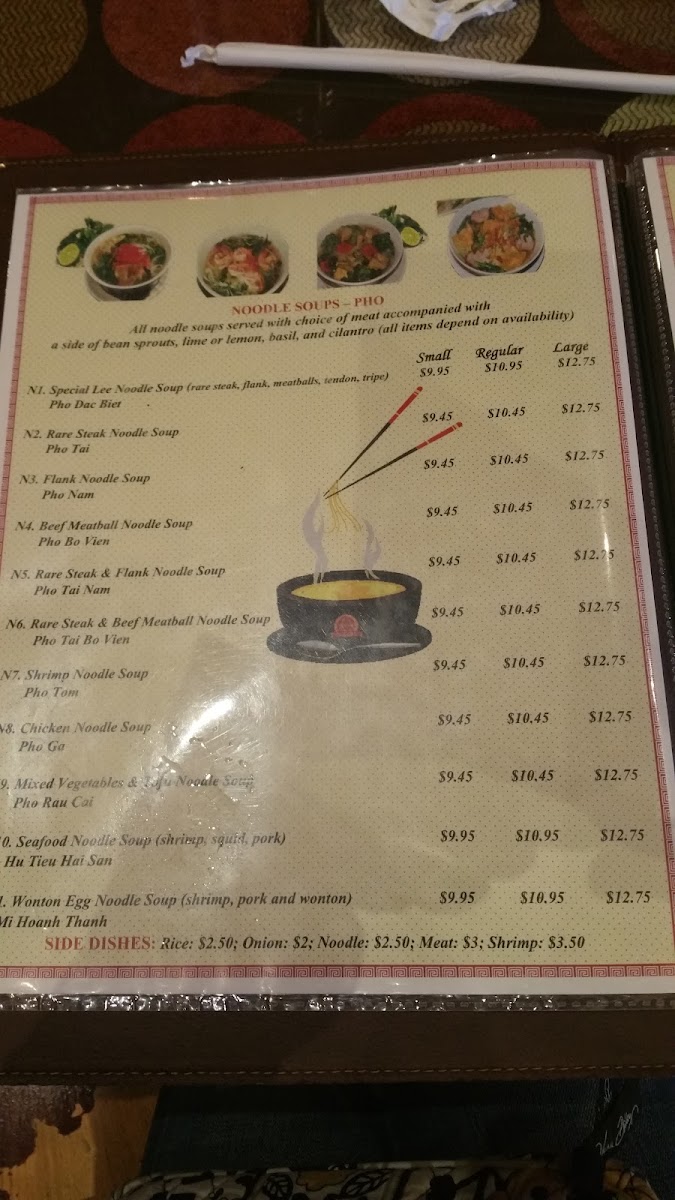 NOODLE SOUPS – PHO
All noodle soups served with choice of meat accompanied with
a side of bean sprouts, lime or lemon, basil, and cilantro (all items depend on availability)
Small Regular Large
N1. Special Lee Noodle Soup (rare steak, flank, meatballs, tendon, tripe) $9.95 $10.95 $12.75
Pho Dac Biet
N2. Rare Steak Noodle Soup $9.45 $10.45 $12.75
Pho Tai
N3. Flank Noodle Soup $9.45 $10.45 $12.75
Pho Nam
N4. Beef Meatball Noodle Soup $9.45 $10.45 $12.75
Pho Bo Vien
N5. Rare Steak & Flank Noodle Soup $9.45 $10.45 $12.75
Pho Tai Nam
N6. Rare Steak & Beef Meatball Noodle Soup $9.45 $10.45 $12.75
Pho Tai Bo Vien
N7. Shrimp Noodle Soup $9.45 $10.45 $12.75
Pho Tom
N8. Chicken Noodle Soup $9.45 $10.45 $12.75
Pho Ga
9. Mixed Vegetables & Tofu Noodle Soup $9.45 $10.45 $12.75
Pho Rau Cai
0. Seafood Noodle Soup (shrimp, squid, pork) $9.95 $10.95 $12.75
Hu Tieu Hai San
. Wonton Egg Noodle Soup (shrimp, pork and wonton) $9.95 $10.95 $12.75
Mi Hoanh Thanh
SIDE DISHES: Rice: $2.50; Onion: $2; Noodle: $2.50; Meat: $3; Shrimp: $3.50